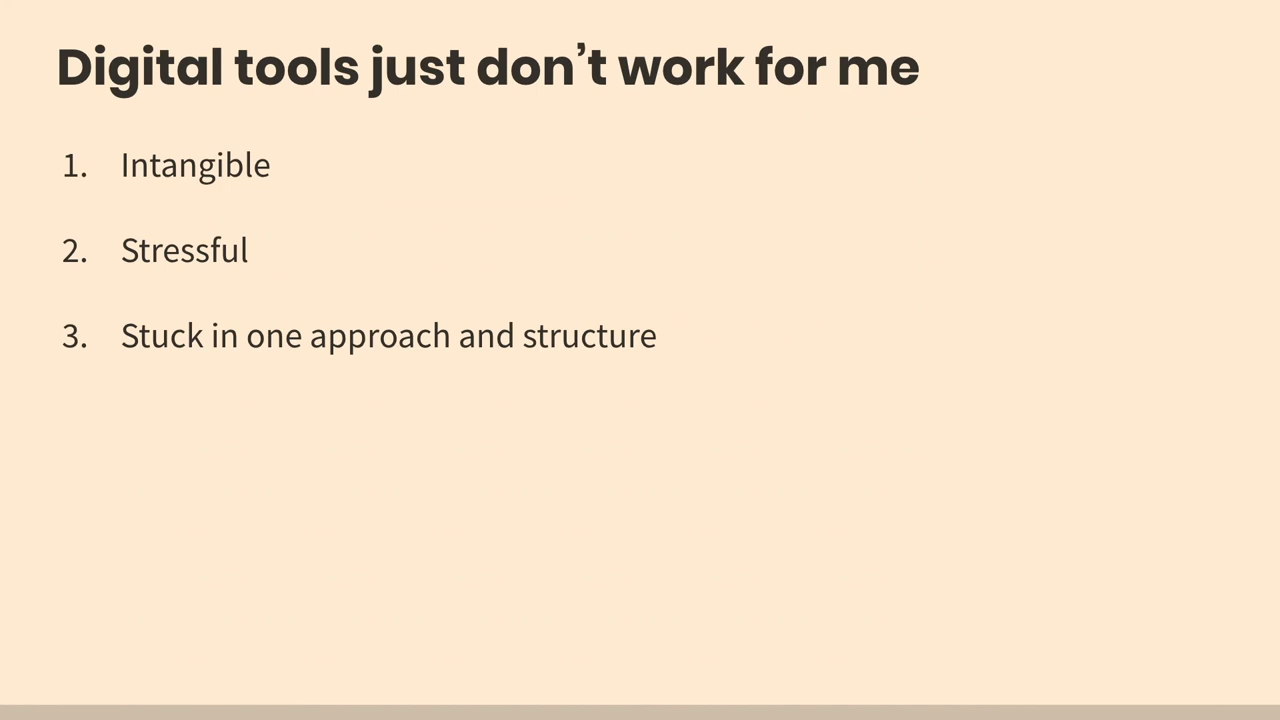 Digital tools just don’t work for me
1. Intangible
2. Stressful
3. Stuck in one approach and structure